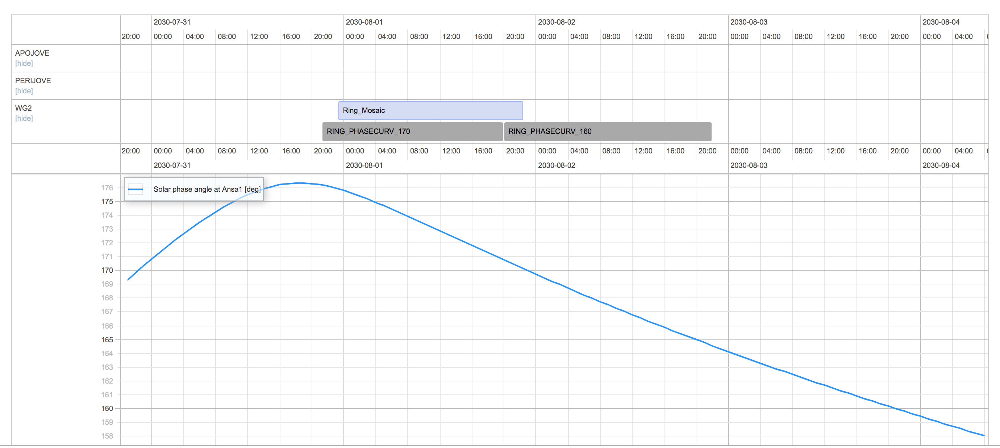 2030-07-31 2030-08-01 2030-08-02 2030-08-03 2030-08-04
20:00 00:00 04:00 08:00 12:00 16:00 20:00 00:00 04:00 08:00 12:00 16:00 20:00 00:00 04:00 08:00 12:00 16:00 20:00 00:00 04:00 08:00 12:00 16:00 20:00 00:00 04:00
APOJOVE
[hide]
PERIJOVE
[hide]
WG2
[hide]
Ring_Mosaic
RING_PHASECURV_170 RING_PHASECURV_160
20:00 00:00 04:00 08:00 12:00 16:00 20:00 00:00 04:00 08:00 12:00 16:00 20:00 00:00 04:00 08:00 12:00 16:00 20:00 00:00 04:00 08:00 12:00 16:00 20:00 00:00 04:00
2030-07-31 2030-08-01 2030-08-02 2030-08-03 2030-08-04
Solar phase angle at Ansa1 [deg]
176
175
174
173
172
171
170
169
168
167
166
165
164
163
162
161
160
159
158